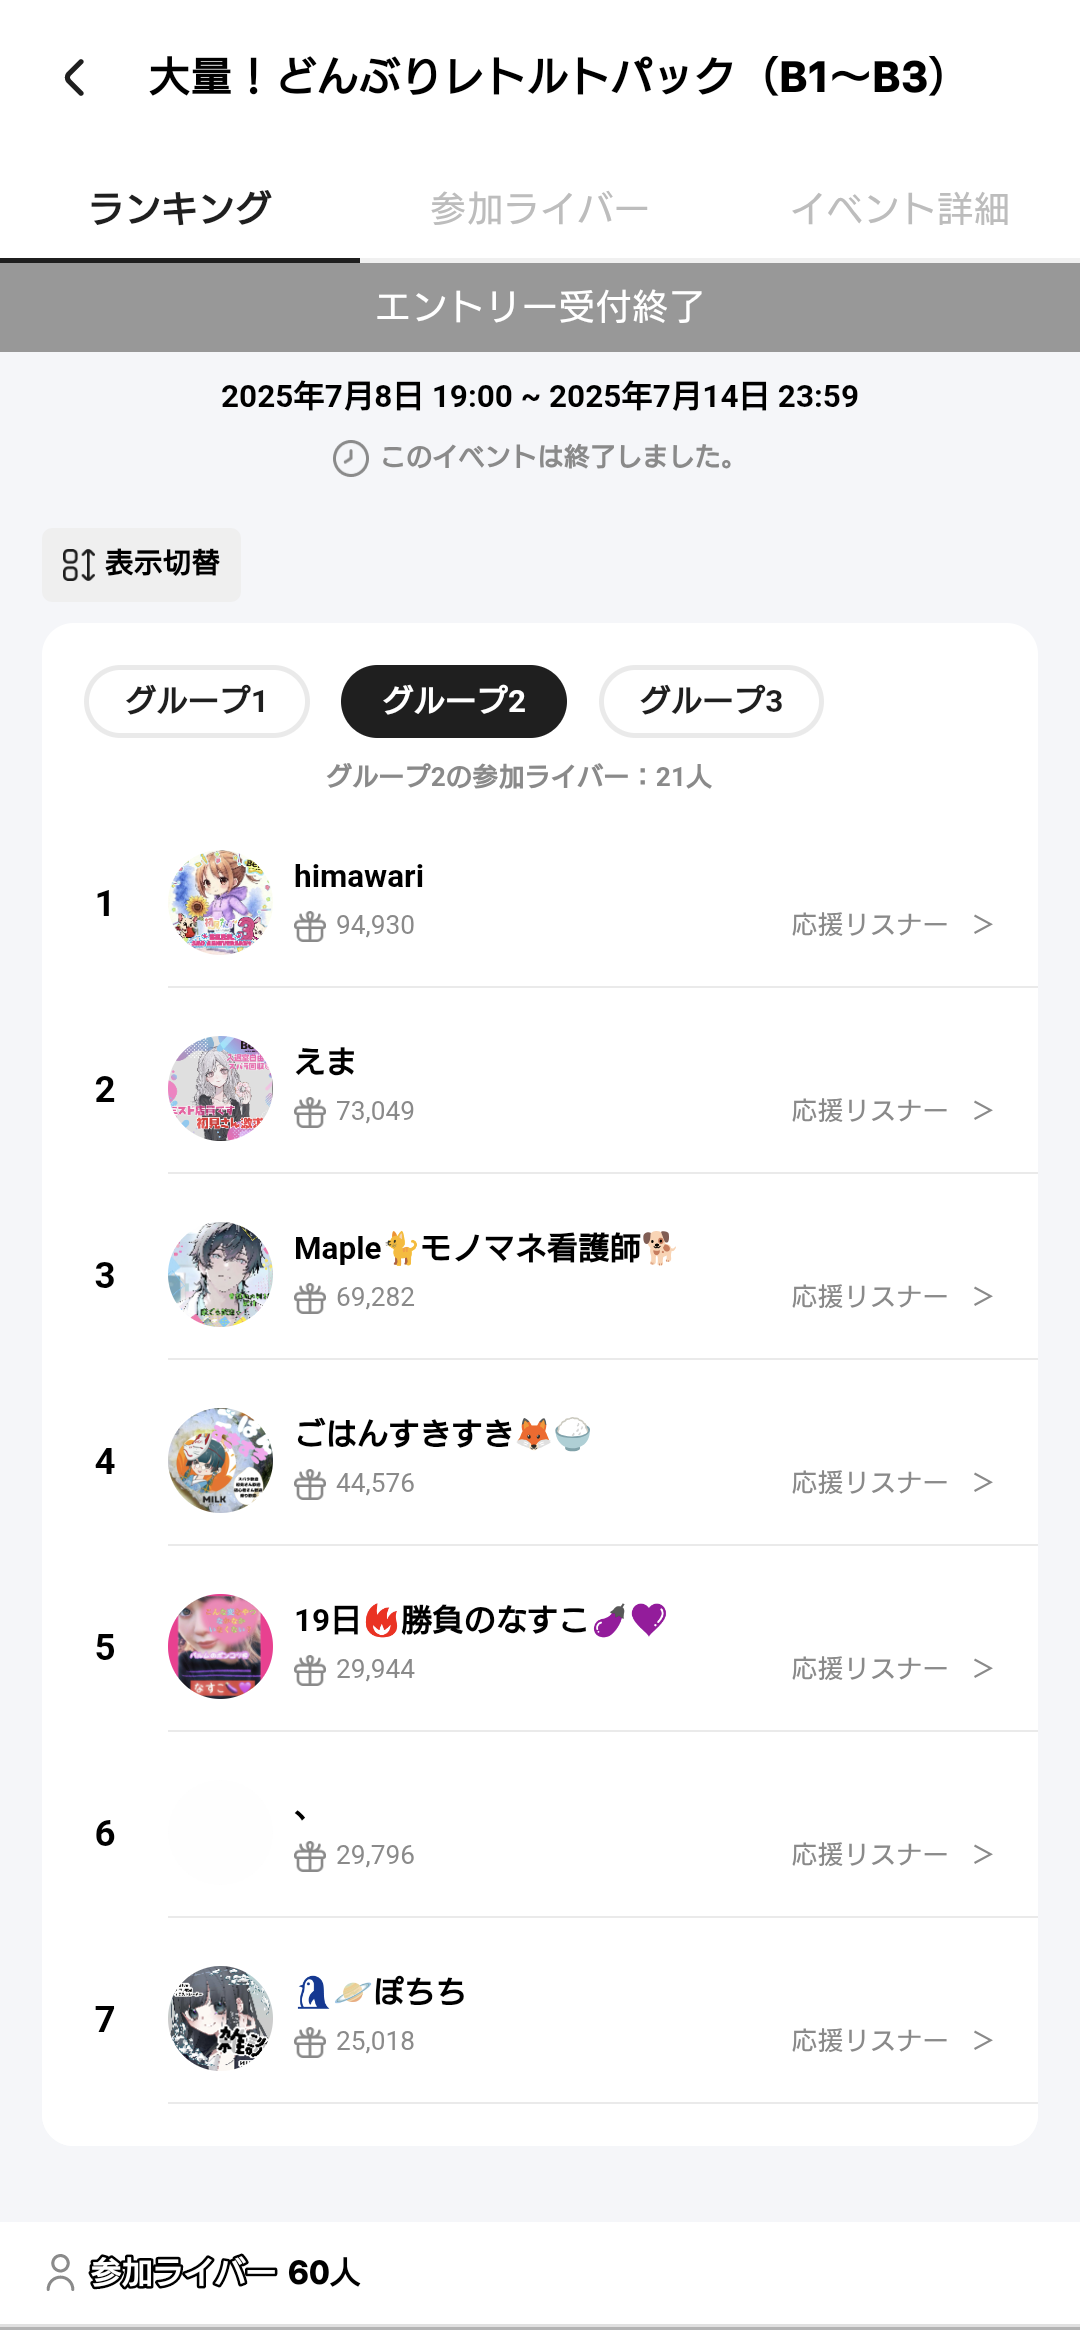 大量！どんぶりレトルトパック（B1〜B3）
ランキング 参加ライバー イベント詳細
エントリー受付終了
2025年7月8日 19:00 ~ 2025年7月14日 23:59
このイベントは終了しました。
表示切替
グループ1 グループ2 グループ3
グループ2の参加ライバー：21人
1 himawari
94,930 応援リスナー >
2 えま
73,049 応援リスナー >
3 Maple🐈モノマネ看護師🐕
69,282 応援リスナー >
4 ごはんすきすき🦊🍚
MILK
44,576 応援リスナー >
5 19日🔥勝負のなすこ🍆💜
なすこ
29,944 応援リスナー >
6 、
29,796 応援リスナー >
7 🐧🪐ぽちち
25,018 応援リスナー >
参加ライバー 60人